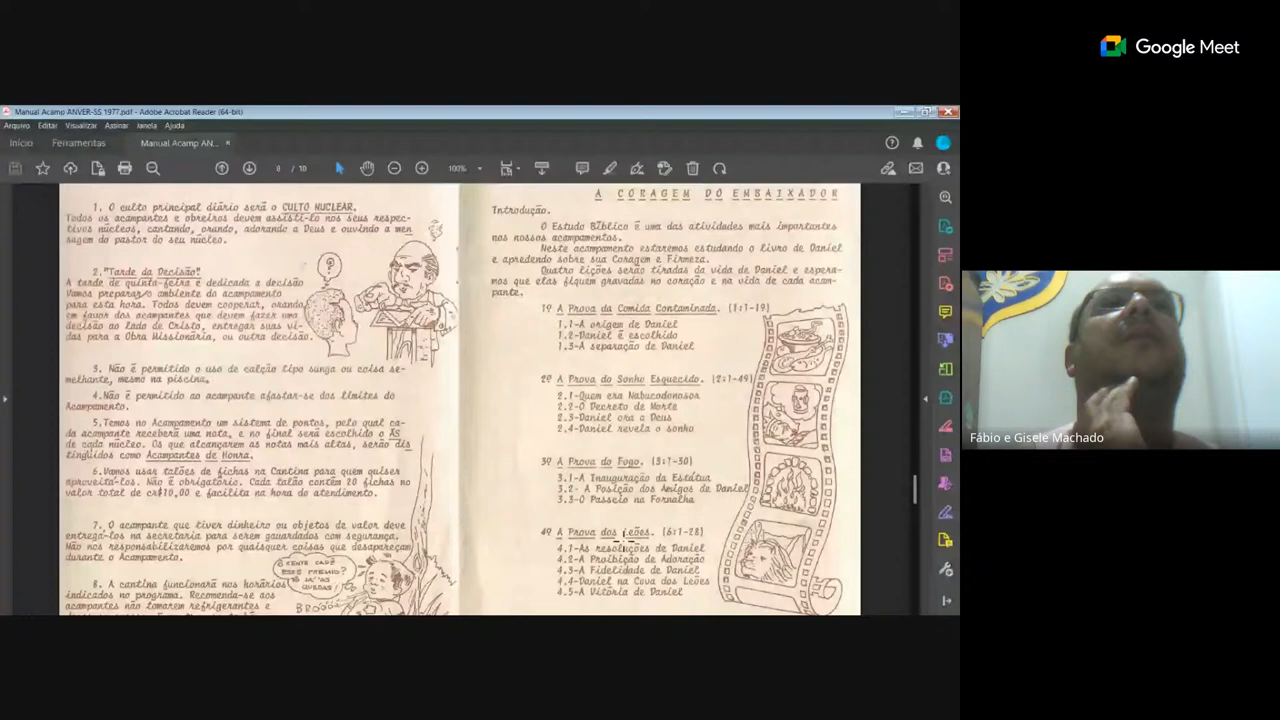 Google Meet
Manual Acamp ANVER-SS 1977.pdf - Adobe Acrobat Reader (64-bit)
Arquivo Editar Visualizar Assinar Janela Ajuda
Início Ferramentas Manual Acamp AN... ×
8 / 10 100%
1. O culto principal diário será o CULTO NUCLEAR.
Todos os acampantes e obreiros devem assistí-lo nos seus respec-
tivos núcleos, cantando, orando, adorando a Deus e ouvindo a men
sagem do pastor do seu núcleo.
2."Tarde da Decisão"
A tarde de quinta-feira é dedicada a decisão
Vamos preparar o ambiente do acampamento
para esta hora. Todos devem cooperar, orando
em favor dos acampantes que devem fazer uma
decisão ao lado de Cristo, entregar suas vi-
das para a Obra Missionária, ou outra decisão.
?
3. Não é permitido o uso de calção tipo sunga ou coisa se-
melhante, mesmo na piscina.
4.Não é permitido ao acampante afastar-se dos limites do
Acampamento.
5.Temos no Acampamento um sistema de pontos, pelo qual ca-
da acampante receberá uma nota, e no final será escolhido o ÁS
de cada núcleo. Os que alcançarem as notas mais altas, serão dis
tinguidos como Acampantes de Honra.
6.Vamos usar talões de fichas na Cantina para quem quiser
aproveitá-los. Não é obrigatório. Cada talão contêm 20 fichas no
valor total de cr$10,00 e facilita na hora do atendimento.
7. O acampante que tiver dinheiro ou objetos de valor deve
entregá-los na secretaria para serem gauardados com segurança.
Não nos responsabilizaremos por quaisquer coisas que desapareçam
durante o Acampamento.
8. A cantina funcionará nos horários
indicados no programa. Recomenda-se aos
acampantes não tomarem refrigerantes e
A CORAGEM DO EMBAIXADOR
Introdução.
O Estudo Bíblico é uma das atividades mais importantes
nos nossos acampamentos.
Neste acampamento estaremos estudando o livro de Daniel
e apredendo sobre sua Coragem e Firmeza.
Quatro lições serão tiradas da vida de Daniel e espera-
mos que elas fiquem gravadas no coração e na vida de cada acam-
pante.
1ª A Prova da Comida Contaminada. (1:1-19)
1.1-A origem de Daniel
1.2-Daniel é escolhido
1.3-A separação de Daniel
2ª A Prova do Sonho Esquecido. (2:1-49)
2.1-Quem era Nabucodonosor
2.2-O Decreto de Morte
2.3-Daniel ora a Deus
2.4-Daniel revela o sonho
3ª A Prova do Fogo. (3:1-30)
3.1-A Inauguração da Estátua
3.2- A Posição dos Amigos de Daniel
3.3-O Passeio na Fornalha
4ª A Prova dos Leões. (6:1-28)
4.1-As resoluções de Daniel
4.2-A Proibição de Adoração
4.3-A Fidelidade de Daniel
4.4-Daniel na Cova dos Leões
4.5-A Vitória de Daniel
Fábio e Gisele Machado